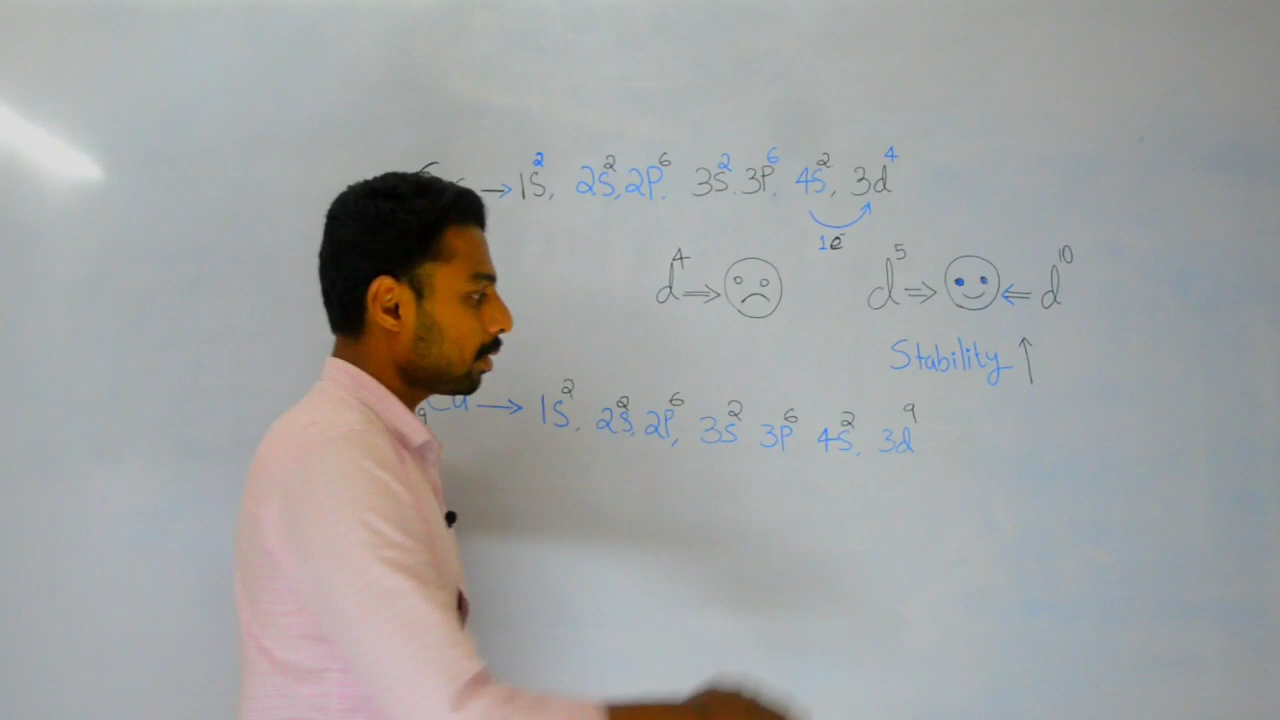 → 1S², 2S², 2P⁶, 3S², 3P⁶, 4S², 3d⁴
1e⁻
d⁴ ⇒ d⁵ ⇒ ⇐ d¹⁰
Stability ↑
₉Cu → 1S², 2S², 2P⁶, 3S² 3P⁶ 4S², 3d⁹